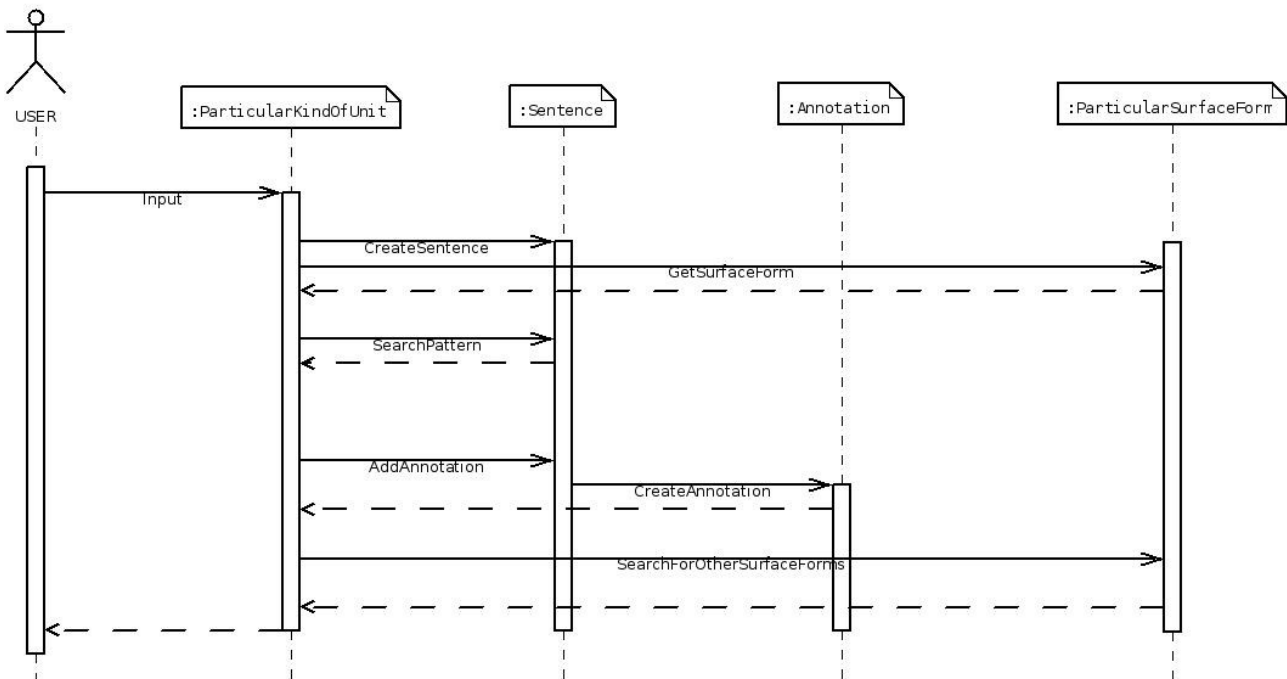 USER
:ParticularKindOfUnit
:Sentence
:Annotation
:ParticularSurfaceForm
Input
CreateSentence
GetSurfaceForm
SearchPattern
AddAnnotation
CreateAnnotation
SearchForOtherSurfaceForms